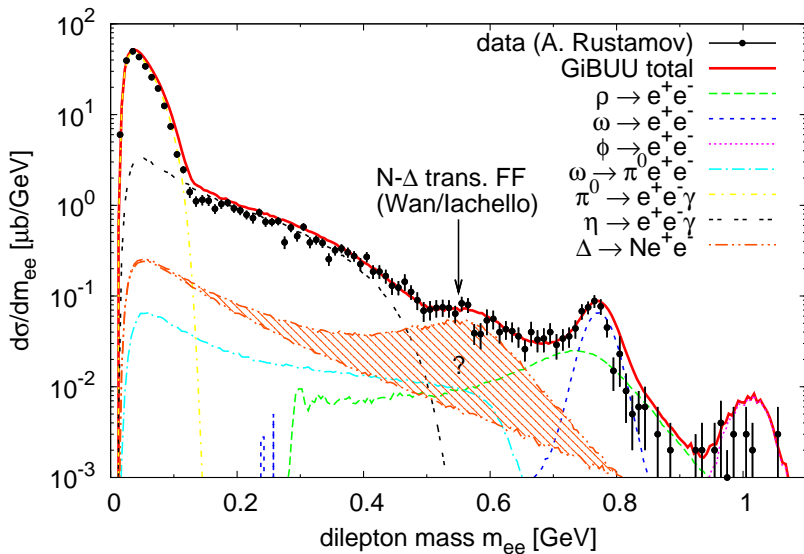 data (A. Rustamov)
GiBUU total
ρ → e⁺e⁻
ω → e⁺e⁻
ϕ → e⁺e⁻
ω → π⁰e⁺e⁻
π⁰ → e⁺e⁻γ
η → e⁺e⁻γ
Δ → Ne⁺e⁻
N-Δ trans. FF
(Wan/Iachello)
?
dσ/dm_ee [μb/GeV]
10²
10¹
10⁰
10⁻¹
10⁻²
10⁻³
0 0.2 0.4 0.6 0.8 1
dilepton mass m_ee [GeV]